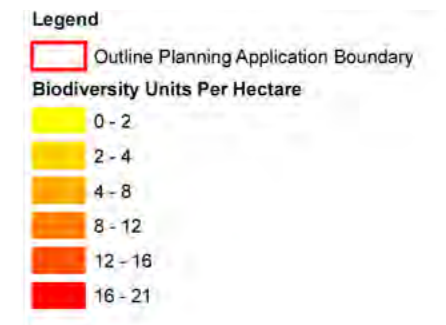 Legend
Outline Planning Application Boundary
Biodiversity Units Per Hectare
0 - 2
2 - 4
4 - 8
8 - 12
12 - 16
16 - 21